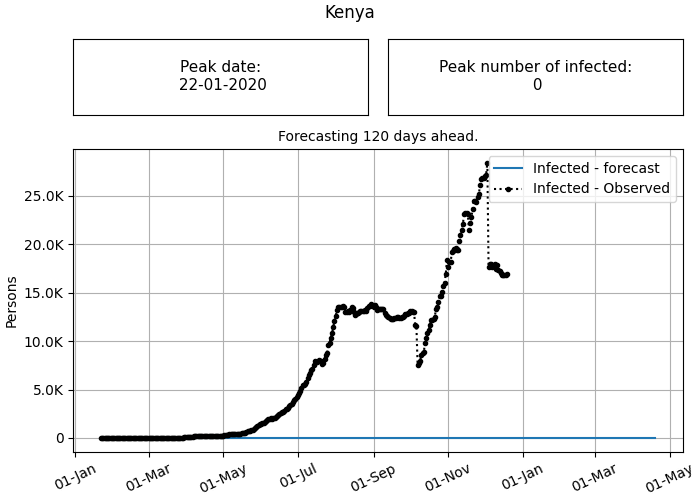 Kenya
Peak date:
22-01-2020
Peak number of infected:
0
Forecasting 120 days ahead.
Infected - forecast
Infected - Observed
Persons
25.0K
20.0K
15.0K
10.0K
5.0K
0
01-Jan
01-Mar
01-May
01-Jul
01-Sep
01-Nov
01-Jan
01-Mar
01-May